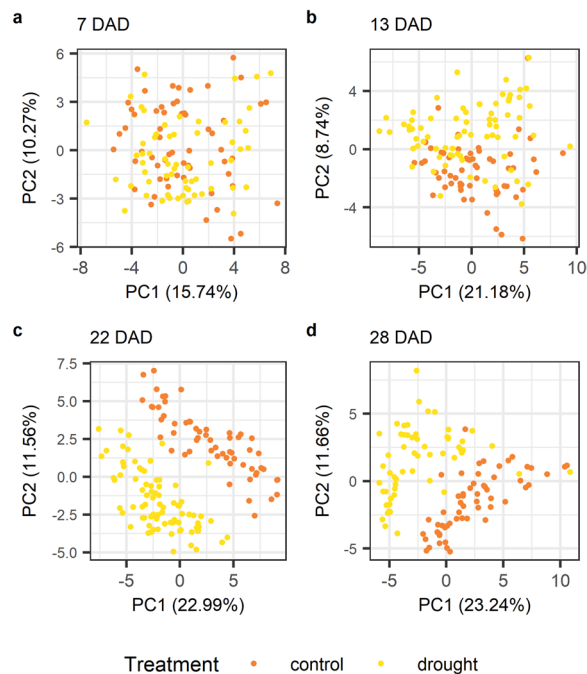 a 7 DAD
b 13 DAD
6
3
0
-3
-6
PC2 (10.27%)
-8 -4 0 4 8
PC1 (15.74%)
4
0
-4
PC2 (8.74%)
-5 0 5 10
PC1 (21.18%)
c 22 DAD
d 28 DAD
7.5
5.0
2.5
0.0
-2.5
-5.0
PC2 (11.56%)
-5 0 5
PC1 (22.99%)
5
0
-5
PC2 (11.66%)
-5 0 5 10
PC1 (23.24%)
Treatment control drought